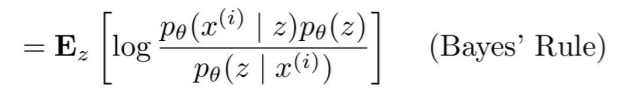 = E_z [ log p_θ(x^(i) | z)p_θ(z) / p_θ(z | x^(i)) ] (Bayes' Rule)